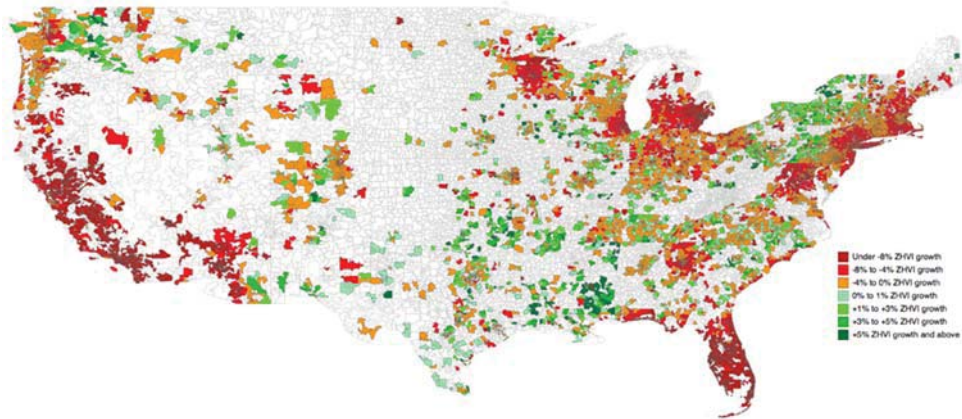 Under -8% ZHVI growth
-8% to -4% ZHVI growth
-4% to 0% ZHVI growth
0% to 1% ZHVI growth
+1% to +3% ZHVI growth
+3% to +5% ZHVI growth
+5% ZHVI growth and above